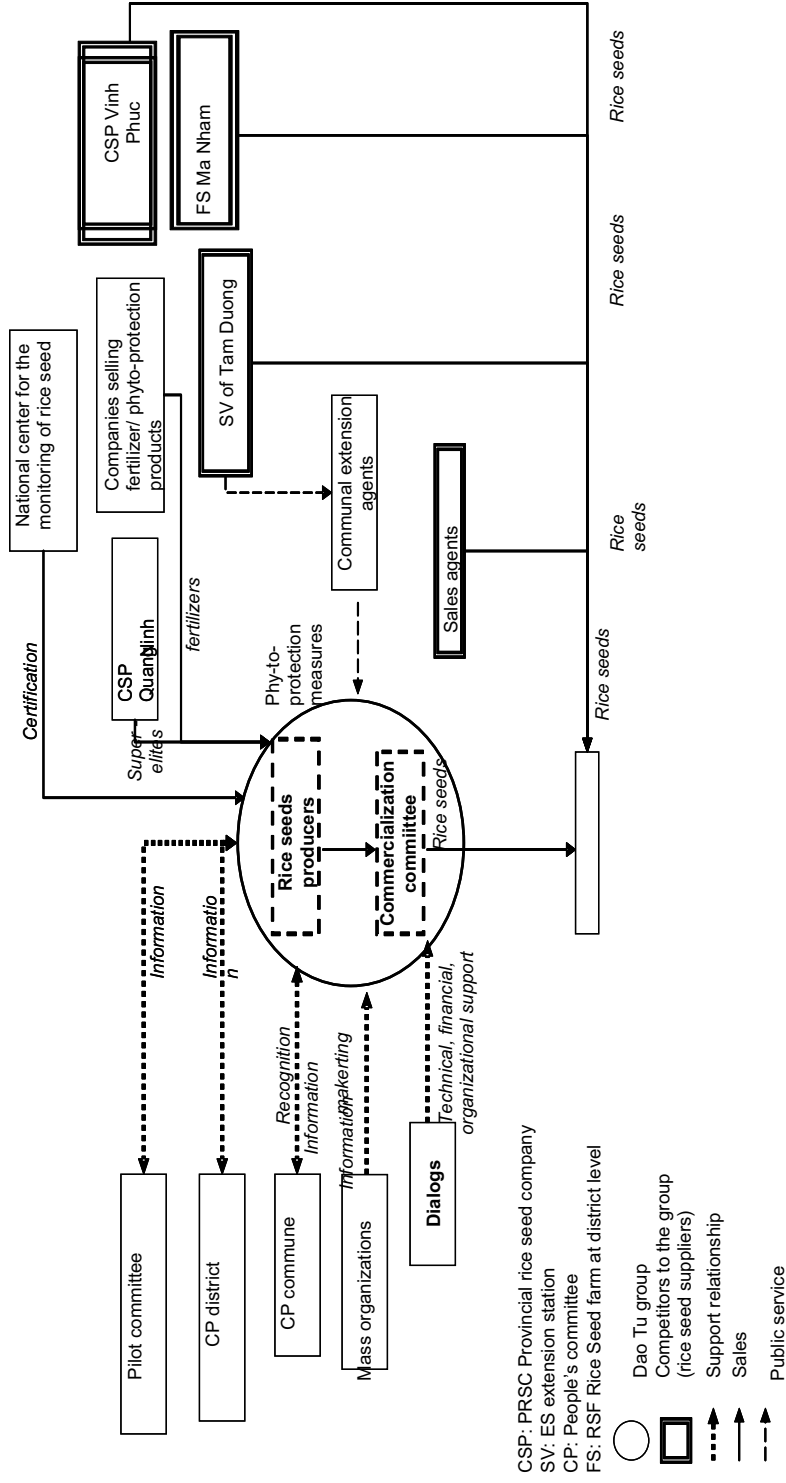 Pilot committee
CP district
CP commune
Mass organizations
Dialogs
Information
Informatio
n
Recognition
Information
makerting
Information
Technical, financial,
organizational support
Certification
Super -
elites
fertilizers
CSP
Quanglinh
National center for the
monitoring of rice seed
Companies selling
fertilizer/ phyto-protection
products
CSP Vinh
Phuc
FS Ma Nham
SV of Tam Duong
Communal extension
agents
Sales agents
Phy-to-
protection
measures
Rice seeds
producers
Commercialization
commiittee
Rice seeds
Rice seeds
Rice
seeds
Rice seeds
Rice seeds
CSP: PRSC Provincial rice seed company
SV: ES extension station
CP: People's committee
FS: RSF Rice Seed farm at district level
Dao Tu group
Competitors to the group
(rice seed suppliers)
Support relationship
Sales
Public service